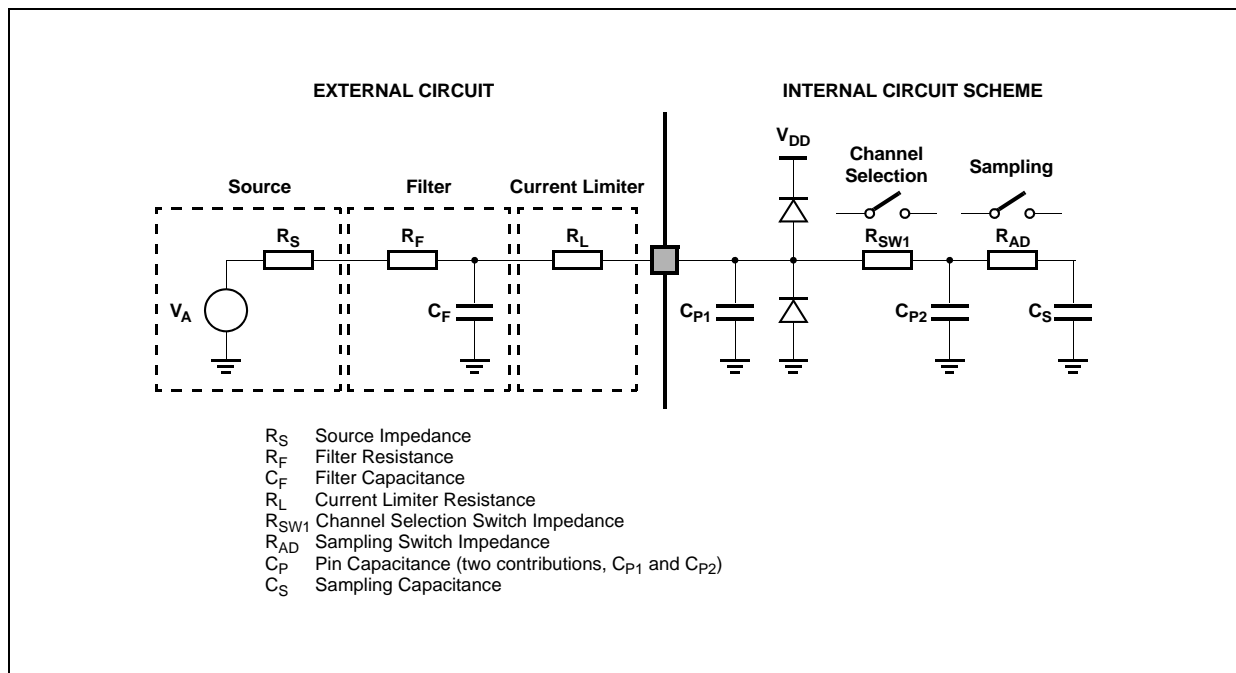 EXTERNAL CIRCUIT
INTERNAL CIRCUIT SCHEME
VDD
Channel
Selection
Sampling
Source
Filter
Current Limiter
RS
RF
RL
RSW1
RAD
VA
CF
CP1
CP2
CS
RS Source Impedance
RF Filter Resistance
CF Filter Capacitance
RL Current Limiter Resistance
RSW1 Channel Selection Switch Impedance
RAD Sampling Switch Impedance
CP Pin Capacitance (two contributions, CP1 and CP2)
CS Sampling Capacitance